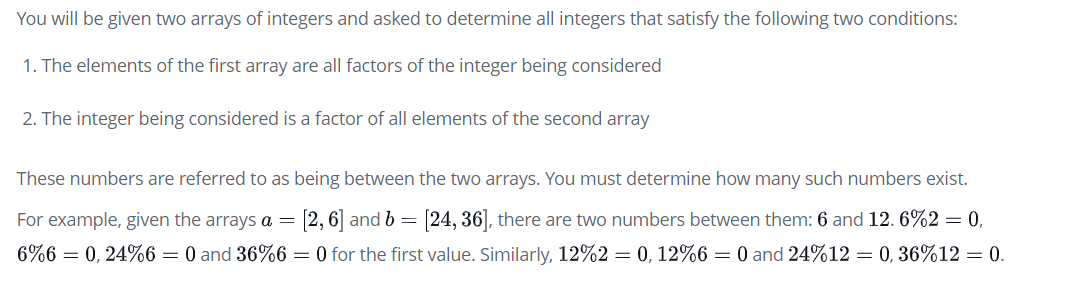 You will be given two arrays of integers and asked to determine all integers that satisfy the following two conditions:
1. The elements of the first array are all factors of the integer being considered
2. The integer being considered is a factor of all elements of the second array
These numbers are referred to as being between the two arrays. You must determine how many such numbers exist.
For example, given the arrays a = [2, 6] and b = [24, 36], there are two numbers between them: 6 and 12. 6%2 = 0,
6%6 = 0, 24%6 = 0 and 36%6 = 0 for the first value. Similarly, 12%2 = 0, 12%6 = 0 and 24%12 = 0, 36%12 = 0.